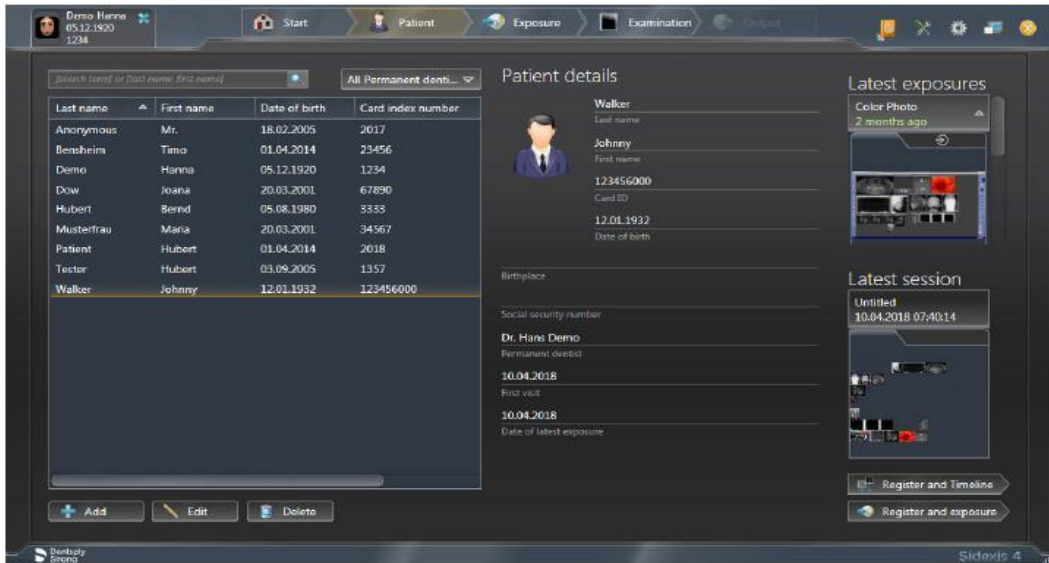 Demo Hanna
05.12.1920
1234
Start
Patient
Exposure
Examination
Output
[search term] or [last name, first name]
All Permanent denti...
Last name First name Date of birth Card index number
Anonymous Mr. 18.02.2005 2017
Bensheim Timo 01.04.2014 23456
Demo Hanna 05.12.1920 1234
Dow Joana 20.03.2001 67890
Hubert Bernd 05.08.1980 3333
Musterfrau Maria 20.03.2001 34567
Patient Hubert 01.04.2014 2018
Tester Hubert 03.09.2005 1357
Walker Johnny 12.01.1932 123456000
Add
Edit
Delete
Patient details
Walker
Last name
Johnny
First name
123456000
Card ID
12.01.1932
Date of birth
Birthplace
Social security number
Dr. Hans Demo
Permanent dentist
10.04.2018
First visit
10.04.2018
Date of latest exposure
Latest exposures
Color Photo
2 months ago
Latest session
Untitled
10.04.2018 07:40:14
Register and Timeline
Register and exposure
Dentsply
Sirona
Sidexis 4